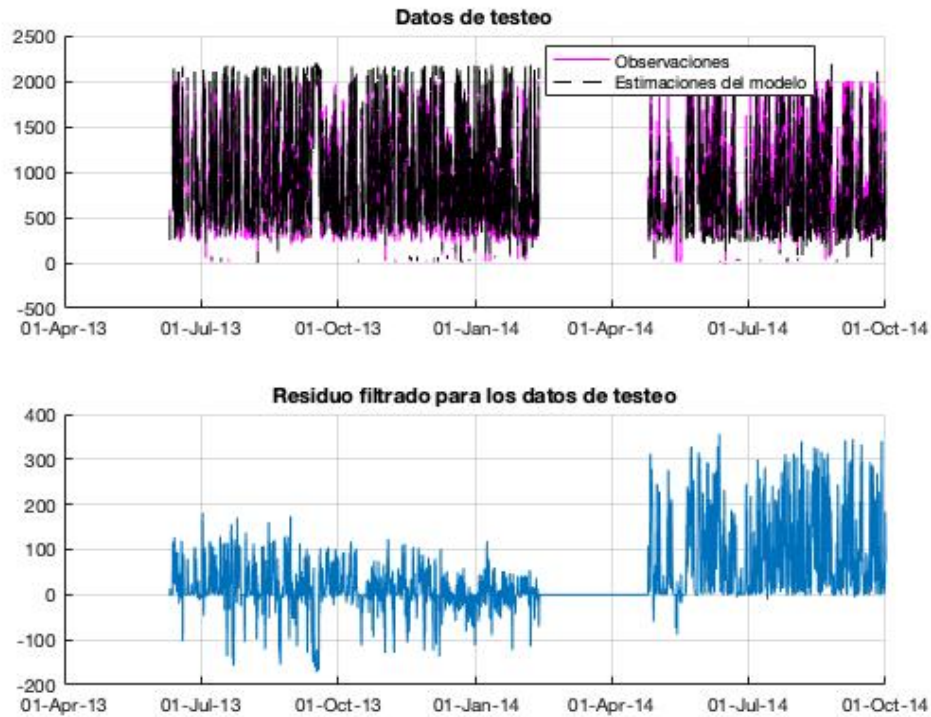 Datos de testeo
2500
2000
1500
1000
500
0
-500
Observaciones
Estimaciones del modelo
01-Apr-13 01-Jul-13 01-Oct-13 01-Jan-14 01-Apr-14 01-Jul-14 01-Oct-14
Residuo filtrado para los datos de testeo
400
300
200
100
0
-100
-200
01-Apr-13 01-Jul-13 01-Oct-13 01-Jan-14 01-Apr-14 01-Jul-14 01-Oct-14